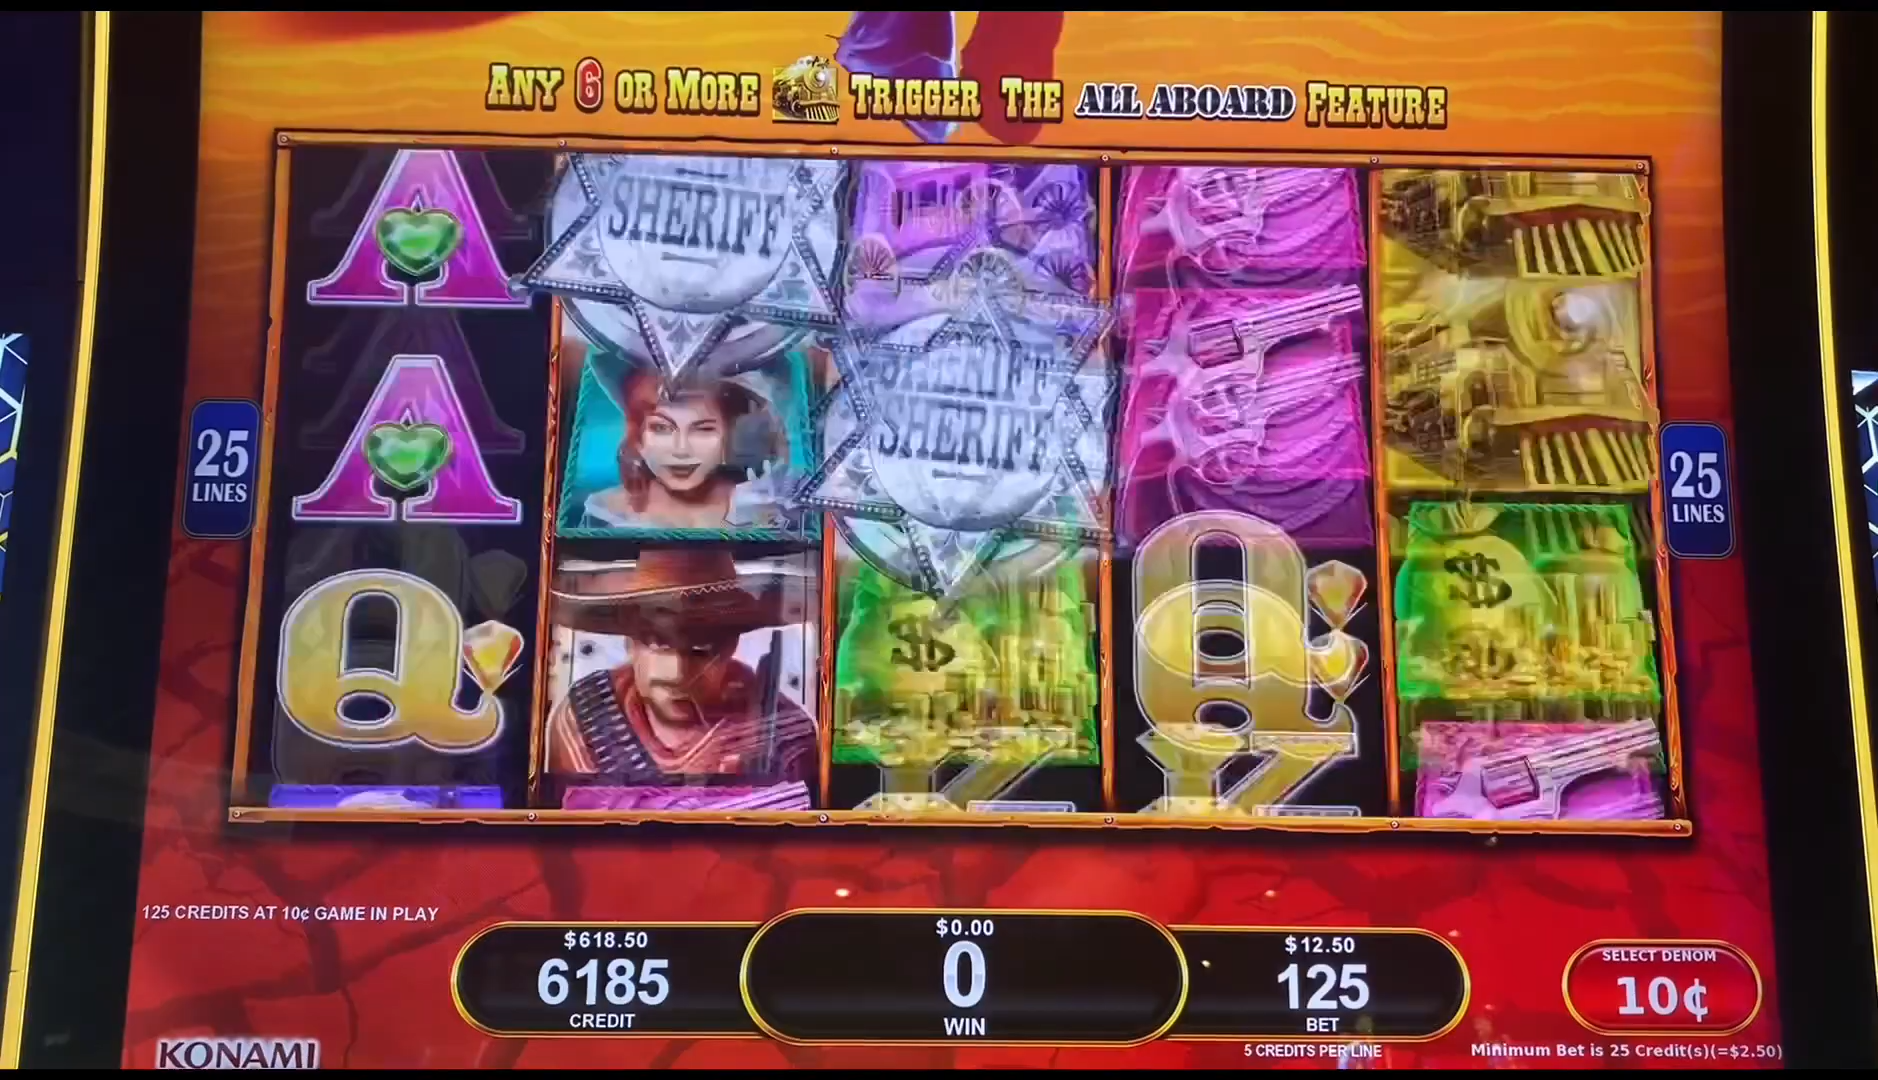 ANY 6 OR MORE TRIGGER THE ALL ABOARD FEATURE
A
SHERIFF
A
SHERIFF
25
LINES
25
LINES
$
$
Q
Q
125 CREDITS AT 10¢ GAME IN PLAY
$618.50
6185
CREDIT
$0.00
0
WIN
$12.50
125
BET
SELECT DENOM
10¢
5 CREDITS PER LINE
Minimum Bet is 25 Credit(s)(=$2.50)
KONAMI